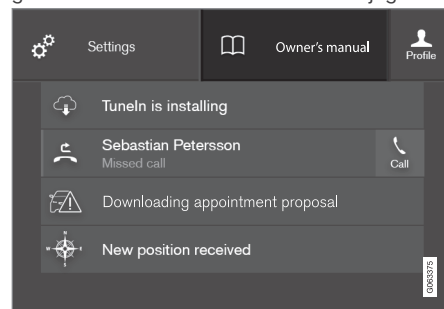 Settings
Owner's manual
Profile
TuneIn is installing
Sebastian Petersson
Missed call
Call
Downloading appointment proposal
New position received
G063375